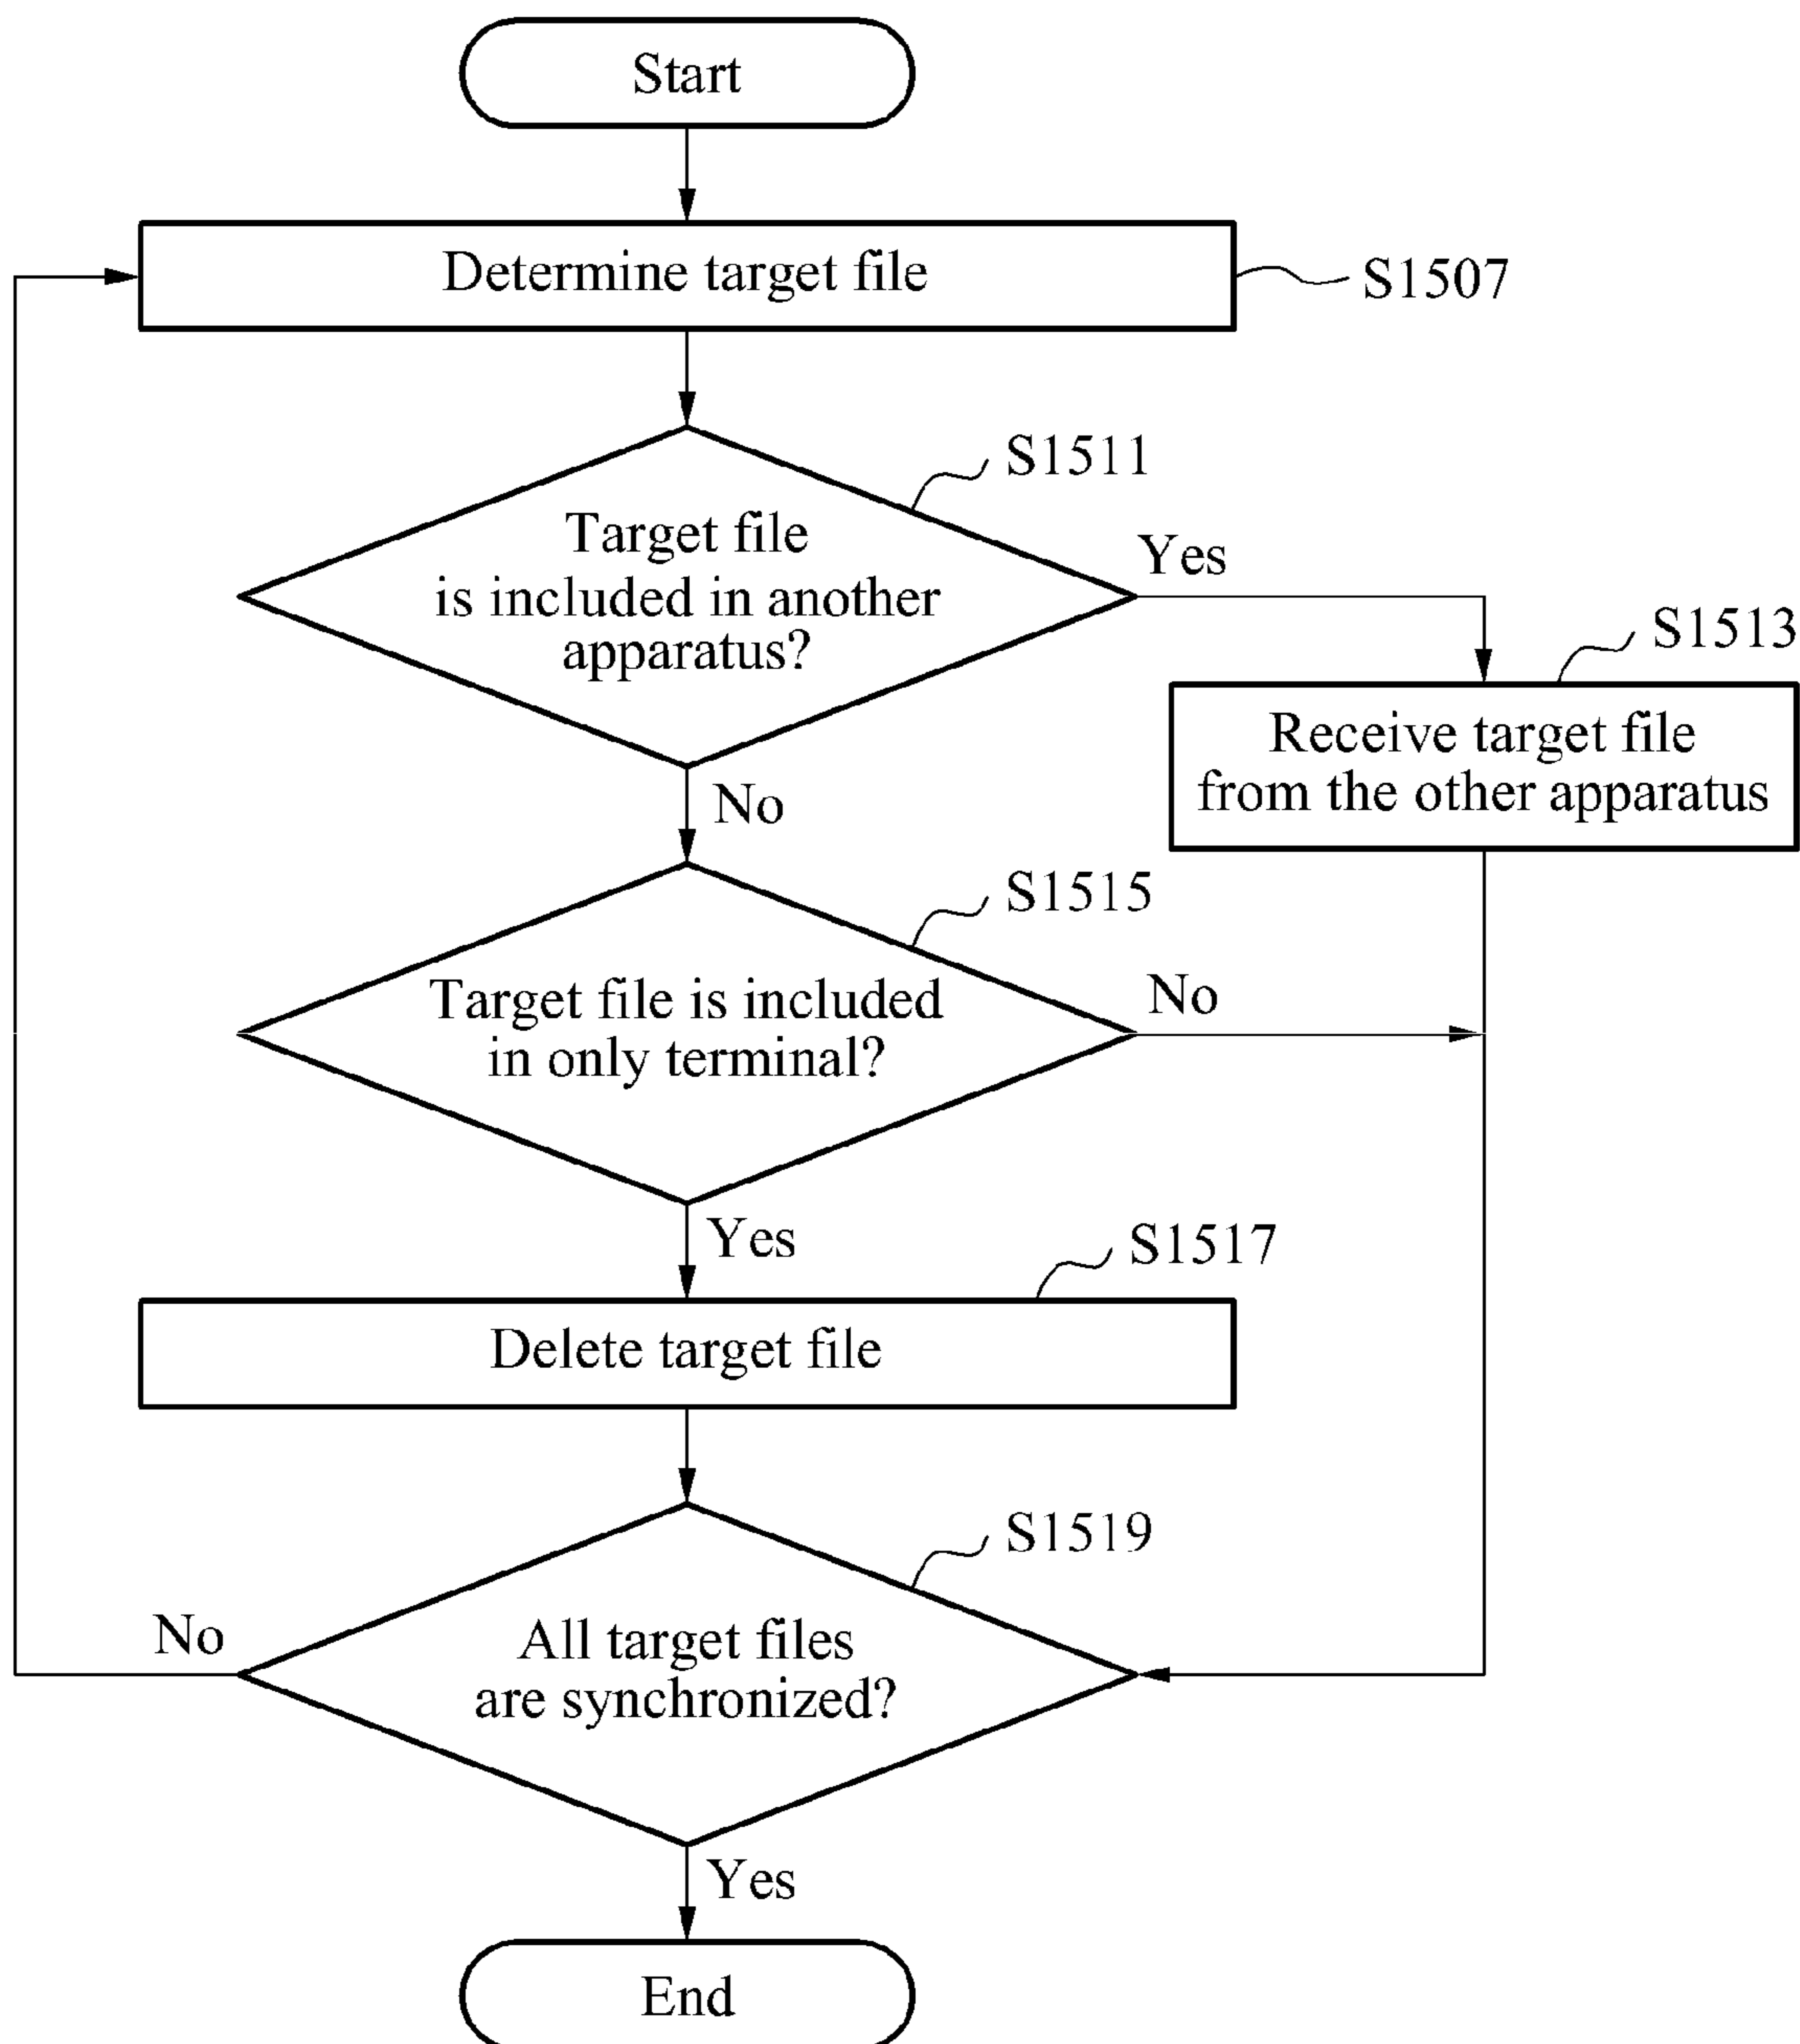 Start
Determine target file
S1507
S1511
Target file
is included in another
apparatus?
Yes
S1513
Receive target file
from the other apparatus
No
S1515
Target file is included
in only terminal?
No
Yes
S1517
Delete target file
S1519
All target files
are synchronized?
No
Yes
End